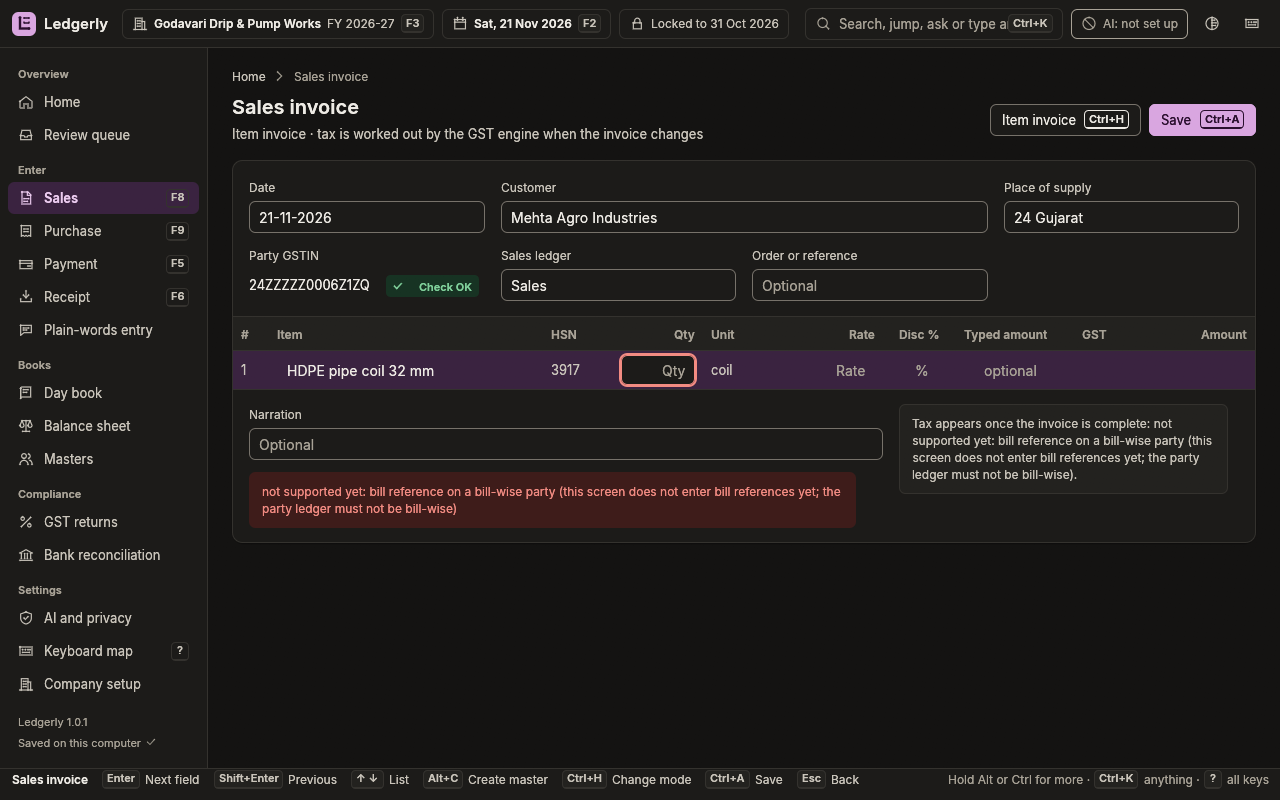 Ledgerly
Godavari Drip & Pump Works FY 2026-27 F3
Sat, 21 Nov 2026 F2
Locked to 31 Oct 2026
Search, jump, ask or type a Ctrl+K
AI: not set up
Overview
Home
Review queue
Enter
Sales F8
Purchase F9
Payment F5
Receipt F6
Plain-words entry
Books
Day book
Balance sheet
Masters
Compliance
GST returns
Bank reconciliation
Settings
AI and privacy
Keyboard map ?
Company setup
Ledgerly 1.0.1
Saved on this computer
Home Sales invoice
Sales invoice
Item invoice · tax is worked out by the GST engine when the invoice changes
Item invoice Ctrl+H
Save Ctrl+A
Date Customer Place of supply
21-11-2026 Mehta Agro Industries 24 Gujarat
Party GSTIN Sales ledger Order or reference
24ZZZZZ0006Z1ZQ Check OK Sales Optional
# Item HSN Qty Unit Rate Disc % Typed amount GST Amount
1 HDPE pipe coil 32 mm 3917 Qty coil Rate % optional
Narration
Optional
not supported yet: bill reference on a bill-wise party (this screen does not enter bill references yet; the
party ledger must not be bill-wise)
Tax appears once the invoice is complete: not
supported yet: bill reference on a bill-wise party (this
screen does not enter bill references yet; the party
ledger must not be bill-wise).
Sales invoice Enter Next field Shift+Enter Previous ↑ ↓ List Alt+C Create master Ctrl+H Change mode Ctrl+A Save Esc Back Hold Alt or Ctrl for more · Ctrl+K anything · ? all keys